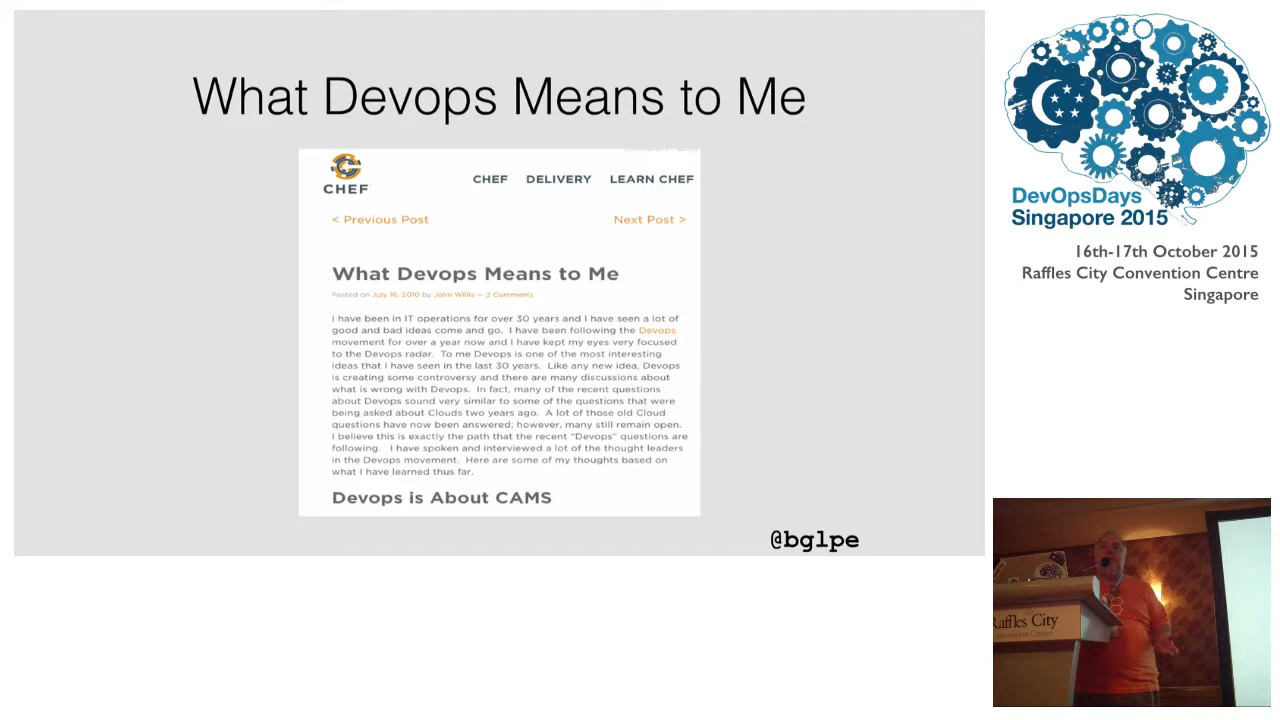 What Devops Means to Me
CHEF
CHEF DELIVERY LEARN CHEF
< Previous Post Next Post >
What Devops Means to Me
Posted on July 16, 2010 by John Willis — 2 Comments
I have been in IT operations for over 30 years and I have seen a lot of
good and bad ideas come and go. I have been following the Devops
movement for over a year now and I have kept my eyes very focused
to the Devops radar. To me Devops is one of the most interesting
ideas that I have seen in the last 30 years. Like any new idea, Devops
is creating some controversy and there are many discussions about
what is wrong with Devops. In fact, many of the recent questions
about Devops sound very similar to some of the questions that were
being asked about Clouds two years ago. A lot of those old Cloud
questions have now been answered; however, many still remain open.
I believe this is exactly the path that the recent “Devops” questions are
following. I have spoken and interviewed a lot of the thought leaders
in the Devops movement. Here are some of my thoughts based on
what I have learned thus far.
Devops is About CAMS
@bglpe
DevOpsDays
Singapore 2015
16th-17th October 2015
Raffles City Convention Centre
Singapore
Raffles City
Convention Centre